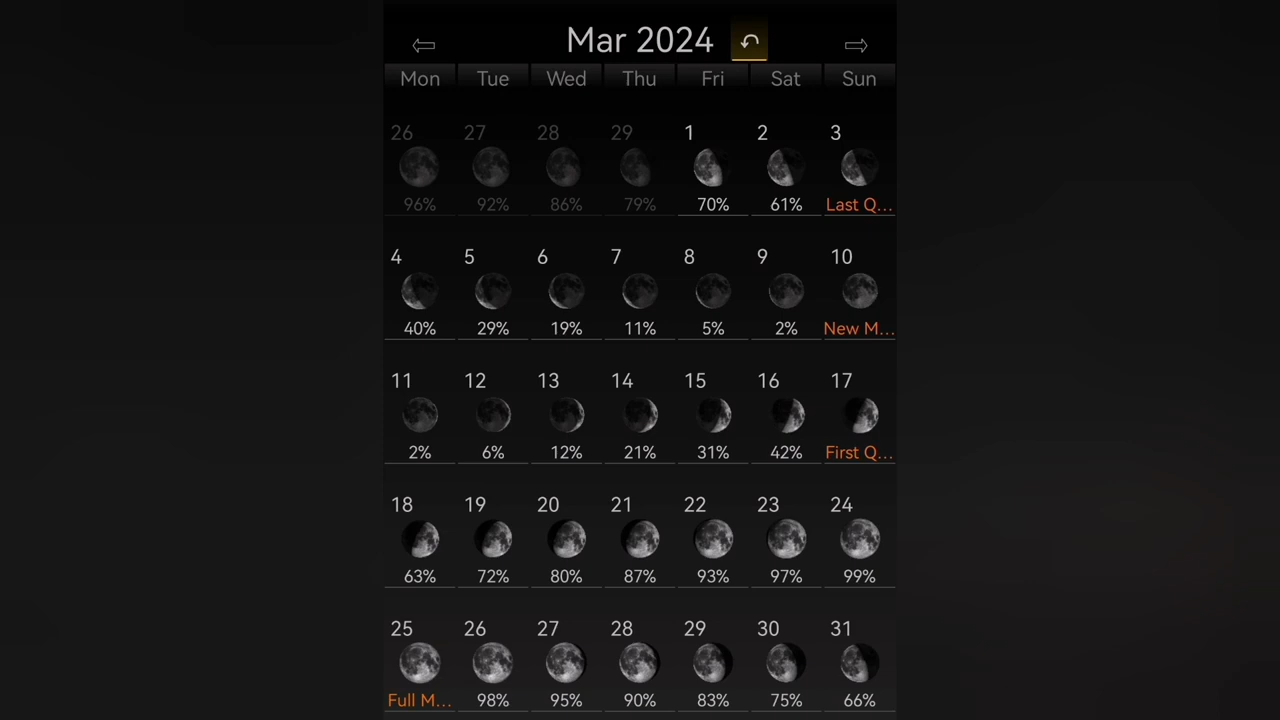 Mar 2024
Mon Tue Wed Thu Fri Sat Sun
26 27 28 29 1 2 3
96% 92% 86% 79% 70% 61% Last Q...
4 5 6 7 8 9 10
40% 29% 19% 11% 5% 2% New M...
11 12 13 14 15 16 17
2% 6% 12% 21% 31% 42% First Q...
18 19 20 21 22 23 24
63% 72% 80% 87% 93% 97% 99%
25 26 27 28 29 30 31
Full M... 98% 95% 90% 83% 75% 66%